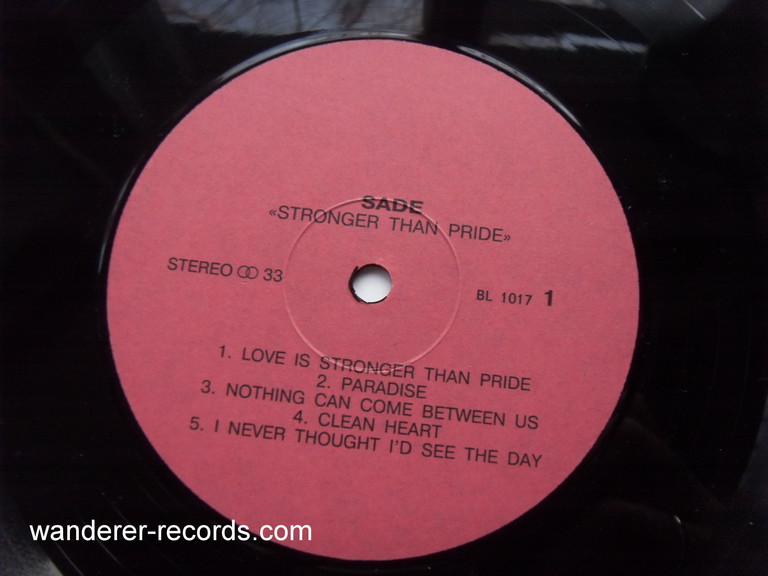 SADE
«STRONGER THAN PRIDE»
STEREO 33
BL 1017 1
1. LOVE IS STRONGER THAN PRIDE
2. PARADISE
3. NOTHING CAN COME BETWEEN US
4. CLEAN HEART
5. I NEVER THOUGHT I'D SEE THE DAY
wanderer-records.com